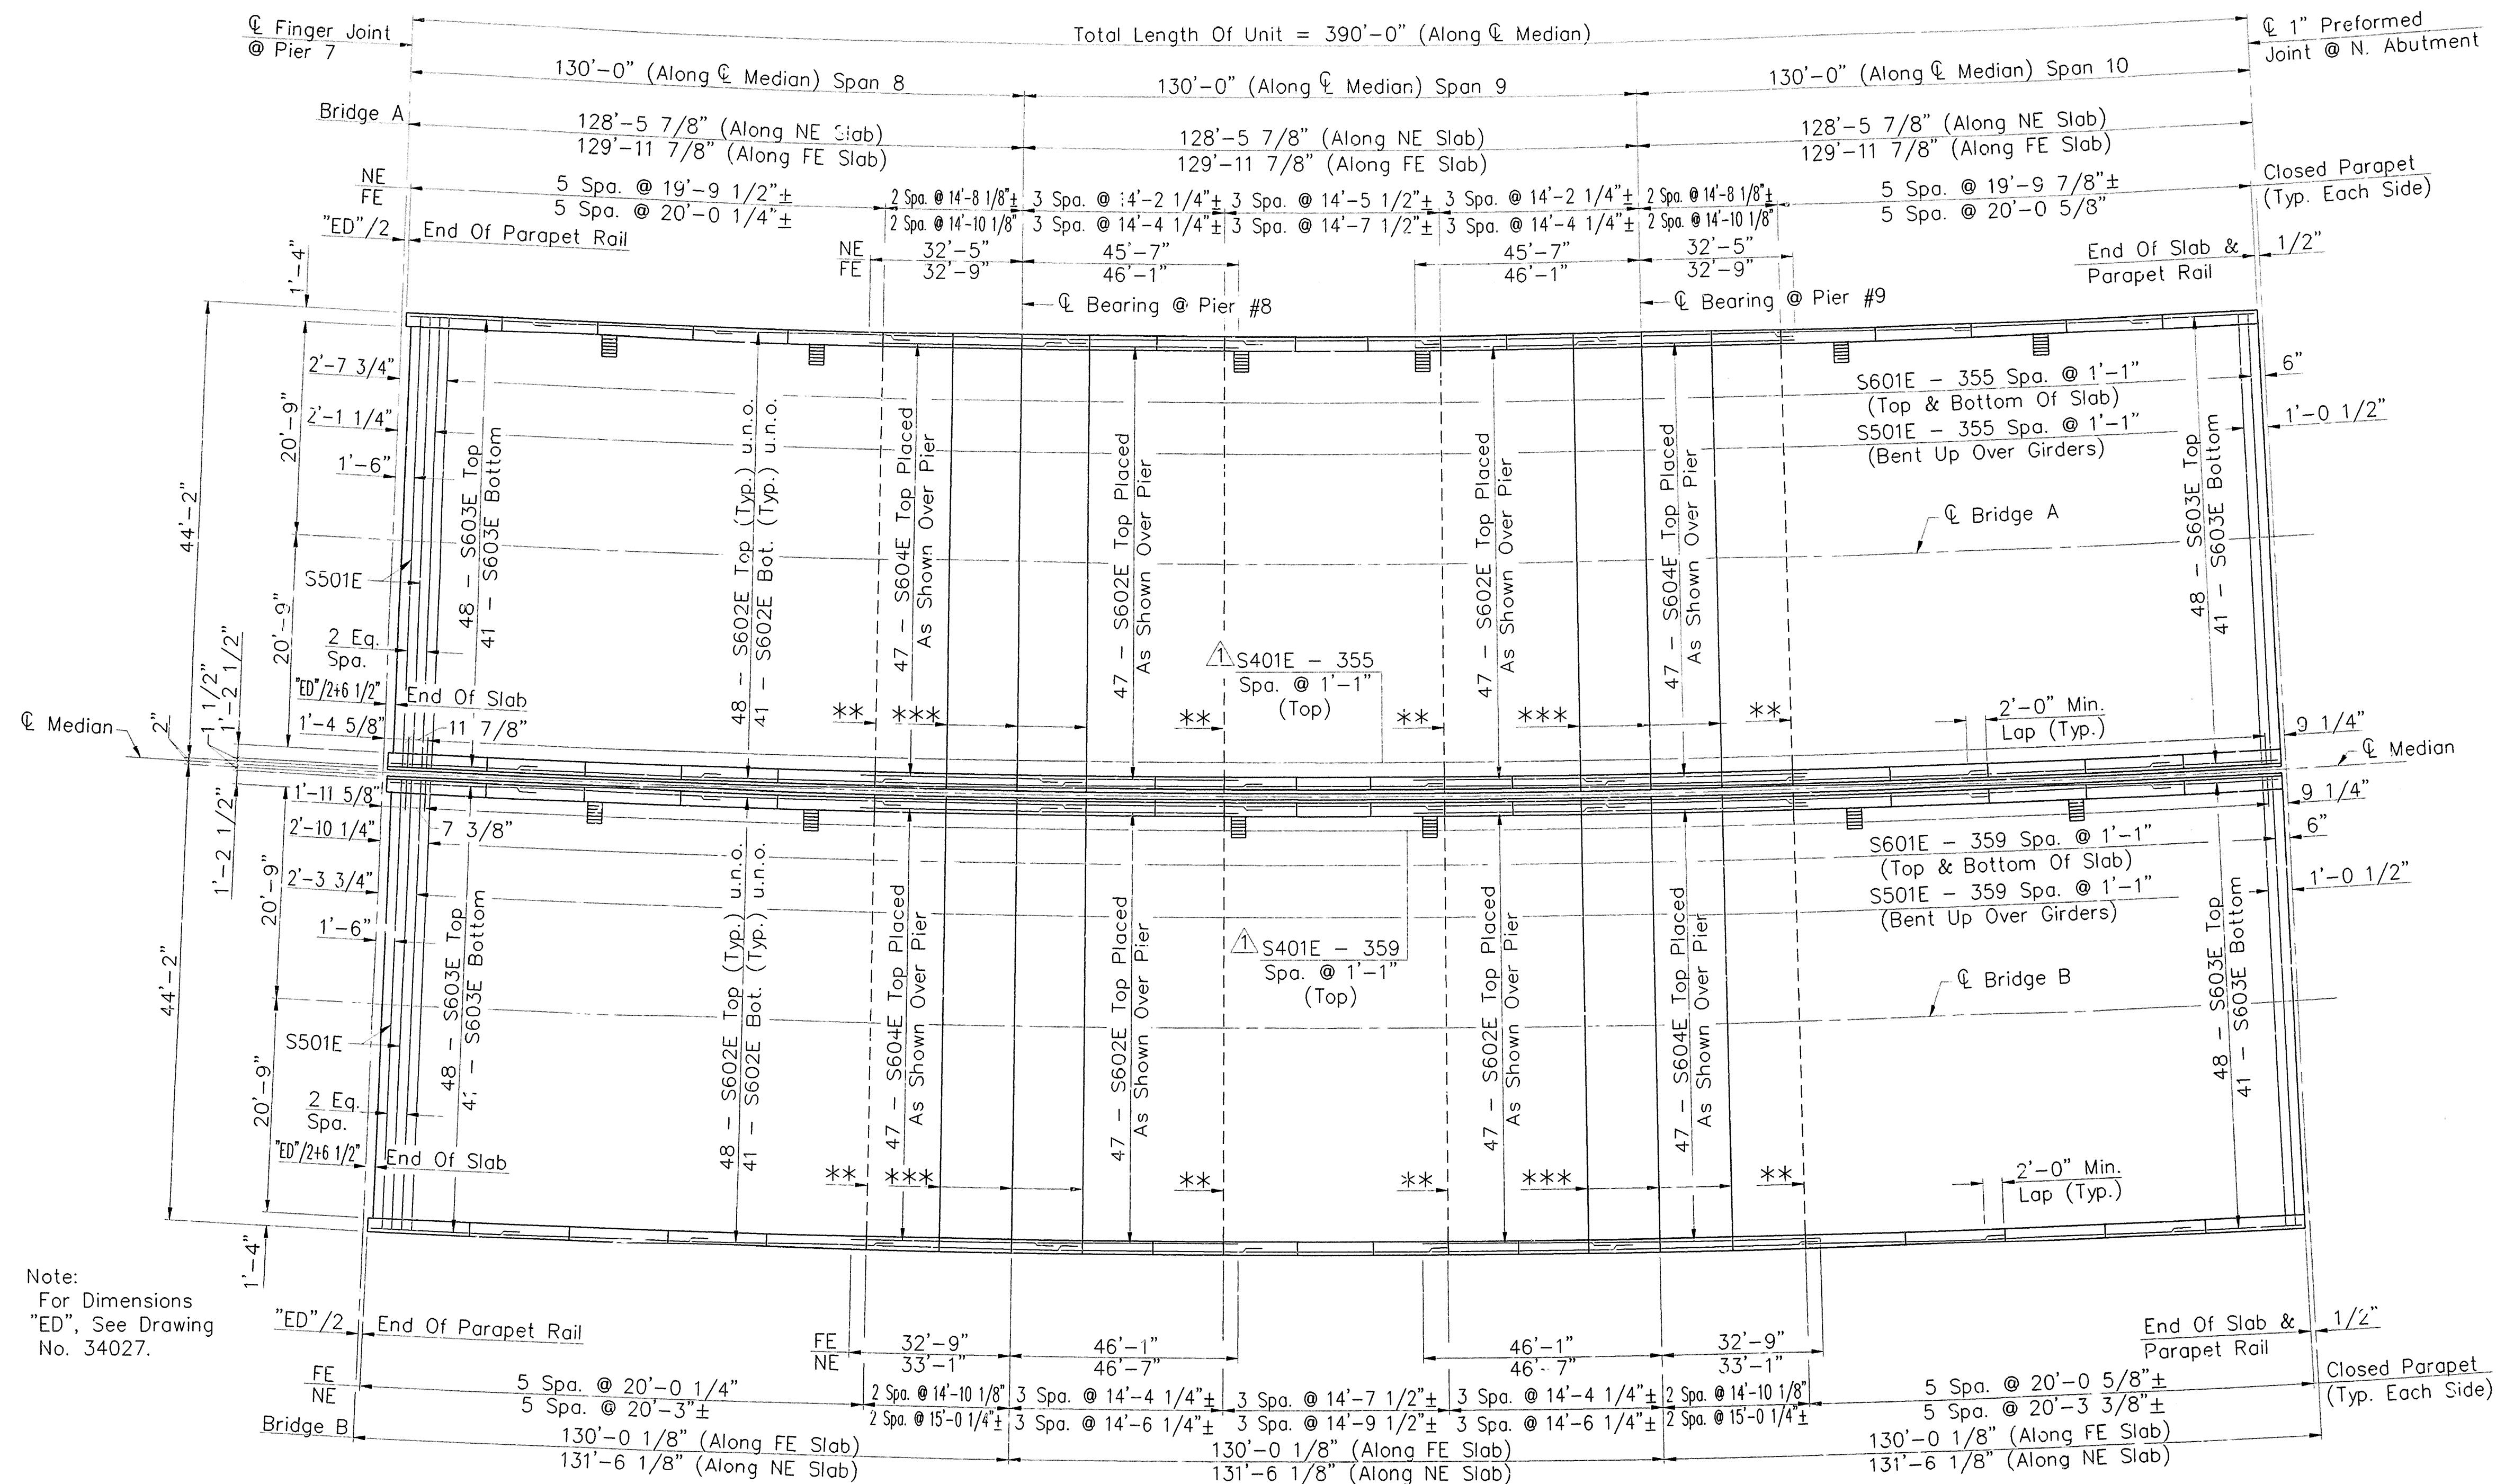 ℄ Finger Joint
@ Pier 7
Total Length Of Unit = 390'-0" (Along ℄ Median)
℄ 1" Preformed
Joint @ N. Abutment
130'-0" (Along ℄ Median) Span 8
130'-0" (Along ℄ Median) Span 9
130'-0" (Along ℄ Median) Span 10
Bridge A
128'-5 7/8" (Along NE Slab)
129'-11 7/8" (Along FE Slab)
128'-5 7/8" (Along NE Slab)
129'-11 7/8" (Along FE Slab)
128'-5 7/8" (Along NE Slab)
129'-11 7/8" (Along FE Slab)
NE
FE
5 Spa. @ 19'-9 1/2"±
5 Spa. @ 20'-0 1/4"±
2 Spa. @ 14'-8 1/8"±
2 Spa. @ 14'-10 1/8"
3 Spa. @ 14'-2 1/4"±
3 Spa. @ 14'-4 1/4"±
3 Spa. @ 14'-5 1/2"±
3 Spa. @ 14'-7 1/2"±
3 Spa. @ 14'-2 1/4"±
3 Spa. @ 14'-4 1/4"±
2 Spa. @ 14'-8 1/8"±
2 Spa. @ 14'-10 1/8"
5 Spa. @ 19'-9 7/8"±
5 Spa. @ 20'-0 5/8"
Closed Parapet
(Typ. Each Side)
"ED"/2
End Of Parapet Rail
NE
FE
32'-5"
32'-9"
45'-7"
46'-1"
45'-7"
46'-1"
32'-5"
32'-9"
End Of Slab &
Parapet Rail
1/2"
℄ Bearing @ Pier #8
℄ Bearing @ Pier #9
1'-4"
44'-2"
20'-9"
20'-9"
2'-7 3/4"
2'-1 1/4"
1'-6"
S501E
2 Eq.
Spa.
"ED"/2+6 1/2"
End Of Slab
1'-4 5/8"
11 7/8"
48 - S603E Top
41 - S603E Bottom
48 - S602E Top (Typ.) u.n.o.
41 - S602E Bot. (Typ.) u.n.o.
47 - S604E Top Placed
As Shown Over Pier
47 - S602E Top Placed
As Shown Over Pier
47 - S602E Top Placed
As Shown Over Pier
47 - S604E Top Placed
As Shown Over Pier
48 - S603E Top
41 - S603E Bottom
S601E - 355 Spa. @ 1'-1"
(Top & Bottom Of Slab)
S501E - 355 Spa. @ 1'-1"
(Bent Up Over Girders)
6"
1'-0 1/2"
℄ Bridge A
1
S401E - 355
Spa. @ 1'-1"
(Top)
**
***
**
**
***
**
2'-0" Min.
Lap (Typ.)
9 1/4"
℄ Median
℄ Median
2"
1 1/2"
1'-2 1/2"
1'-2 1/2"
1'-11 5/8"
7 3/8"
2'-10 1/4"
2'-3 3/4"
1'-6"
44'-2"
20'-9"
20'-9"
S501E
2 Eq.
Spa.
"ED"/2+6 1/2"
End Of Slab
1'-4"
48 - S603E Top
- S603E Bottom
48 - S602E Top (Typ.) u.n.o.
41 - S602E Bot. (Typ.) u.n.o.
47 - S604E Top Placed
As Shown Over Pier
47 - S602E Top Placed
As Shown Over Pier
47 - S602E Top Placed
As Shown Over Pier
47 - S604E Top Placed
As Shown Over Pier
48 - S603E Top
41 - S603E Bottom
9 1/4"
6"
S601E - 359 Spa. @ 1'-1"
(Top & Bottom Of Slab)
S501E - 359 Spa. @ 1'-1"
(Bent Up Over Girders)
1'-0 1/2"
1
S401E - 359
Spa. @ 1'-1"
(Top)
℄ Bridge B
**
***
**
**
***
**
2'-0" Min.
Lap (Typ.)
Note:
For Dimensions
"ED", See Drawing
No. 34027.
"ED"/2
End Of Parapet Rail
FE
NE
32'-9"
33'-1"
46'-1"
46'-7"
46'-1"
46'-7"
32'-9"
33'-1"
End Of Slab &
Parapet Rail
1/2"
FE
NE
5 Spa. @ 20'-0 1/4"
5 Spa. @ 20'-3"±
2 Spa. @ 14'-10 1/8"
2 Spa. @ 15'-0 1/4"±
3 Spa. @ 14'-4 1/4"±
3 Spa. @ 14'-6 1/4"±
3 Spa. @ 14'-7 1/2"±
3 Spa. @ 14'-9 1/2"±
3 Spa. @ 14'-4 1/4"±
3 Spa. @ 14'-6 1/4"±
2 Spa. @ 14'-10 1/8"
2 Spa. @ 15'-0 1/4"±
5 Spa. @ 20'-0 5/8"±
5 Spa. @ 20'-3 3/8"±
Closed Parapet
(Typ. Each Side)
Bridge B
130'-0 1/8" (Along FE Slab)
131'-6 1/8" (Along NE Slab)
130'-0 1/8" (Along FE Slab)
131'-6 1/8" (Along NE Slab)
130'-0 1/8" (Along FE Slab)
131'-6 1/8" (Along NE Slab)